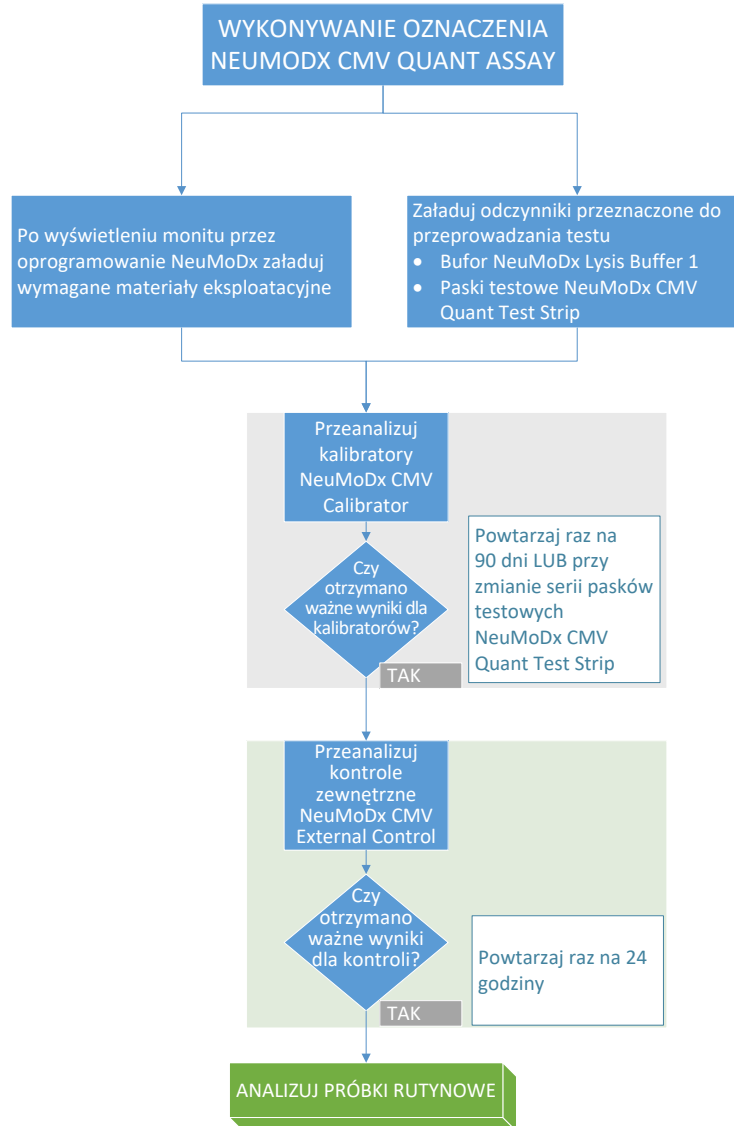 WYKONYWANIE OZNACZENIA
NEUMODX CMV QUANT ASSAY
Po wyświetleniu monitu przez
oprogramowanie NeuMoDx załaduj
wymagane materiały eksploatacyjne
Załaduj odczynniki przeznaczone do
przeprowadzania testu
• Bufor NeuMoDx Lysis Buffer 1
• Paski testowe NeuMoDx CMV
Quant Test Strip
Przeanalizuj
kalibratory
NeuMoDx CMV
Calibrator
Czy
otrzymano
ważne wyniki dla
kalibratorów?
TAK
Powtarzaj raz na
90 dni LUB przy
zmianie serii pasków
testowych
NeuMoDx CMV
Quant Test Strip
Przeanalizuj
kontrole
zewnętrzne
NeuMoDx CMV
External Control
Czy
otrzymano
ważne wyniki
dla kontroli?
TAK
Powtarzaj raz na 24
godziny
ANALIZUJ PRÓBKI RUTYNOWE